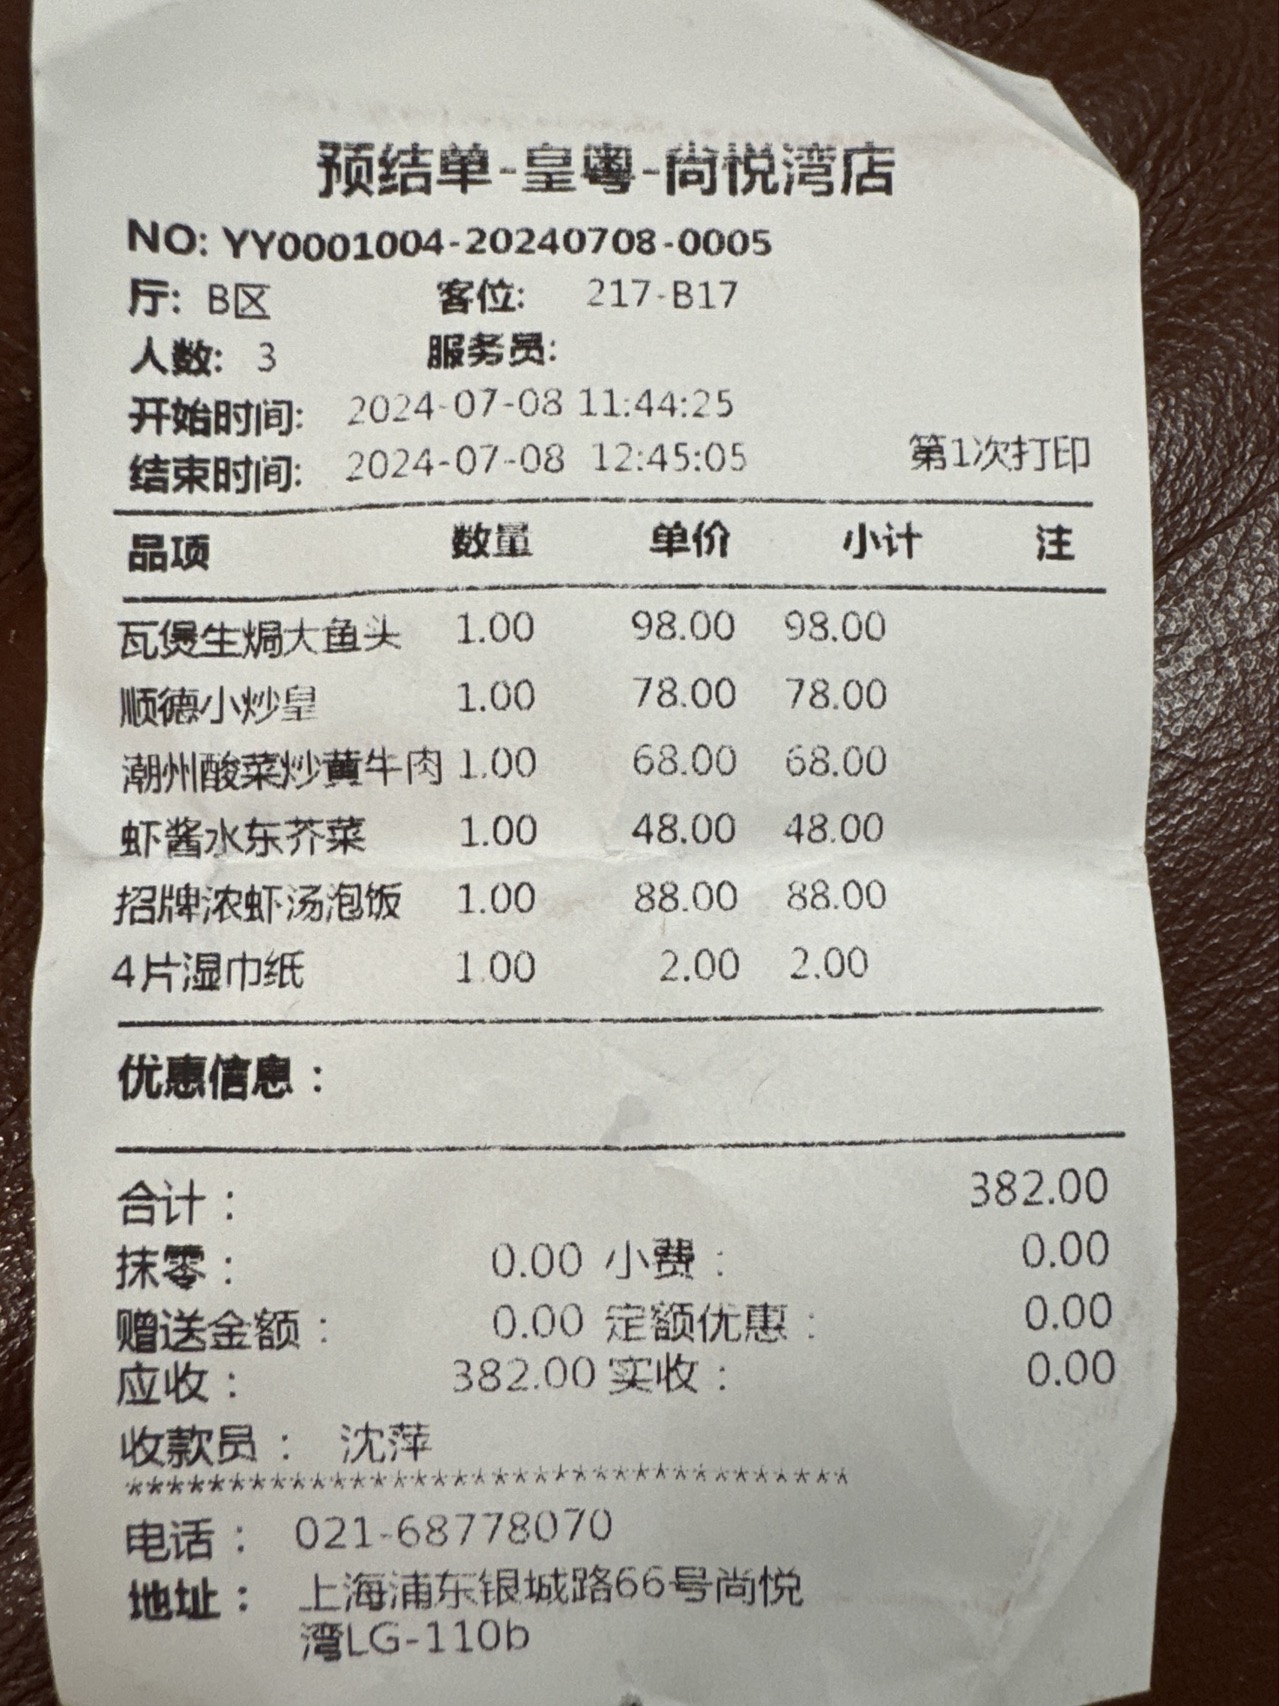 预结单-皇粤-尚悦湾店
NO: YY0001004-20240708-0005
厅: B区 客位: 217-B17
人数: 3 服务员:
开始时间: 2024-07-08 11:44:25
结束时间: 2024-07-08 12:45:05 第1次打印
品项 数量 单价 小计 注
瓦煲生焗大鱼头 1.00 98.00 98.00
顺德小炒皇 1.00 78.00 78.00
潮州酸菜炒黄牛肉 1.00 68.00 68.00
虾酱水东芥菜 1.00 48.00 48.00
招牌浓虾汤泡饭 1.00 88.00 88.00
4片湿巾纸 1.00 2.00 2.00
优惠信息：
合计： 382.00
抹零： 0.00 小费： 0.00
赠送金额： 0.00 定额优惠： 0.00
应收： 382.00 实收： 0.00
收款员： 沈萍
***********************************
电话： 021-68778070
地址： 上海浦东银城路66号尚悦
湾LG-110b